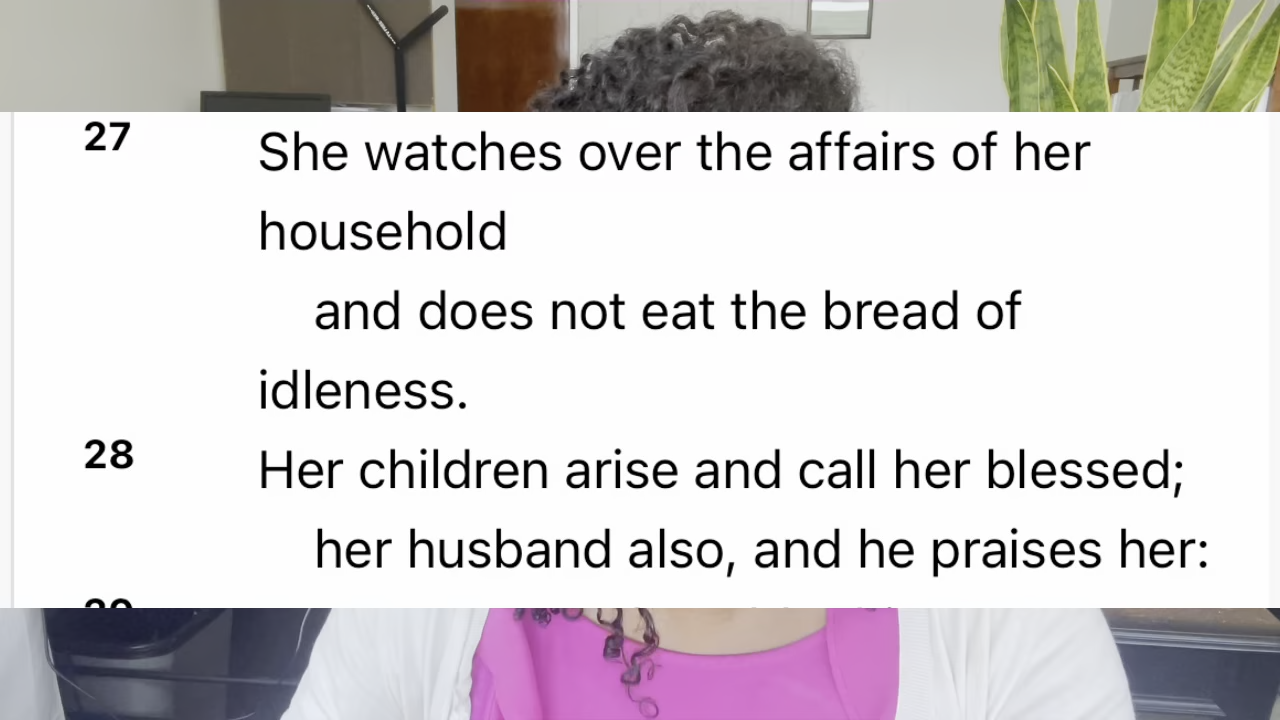 27 She watches over the affairs of her
household
and does not eat the bread of
idleness.
28 Her children arise and call her blessed;
her husband also, and he praises her: